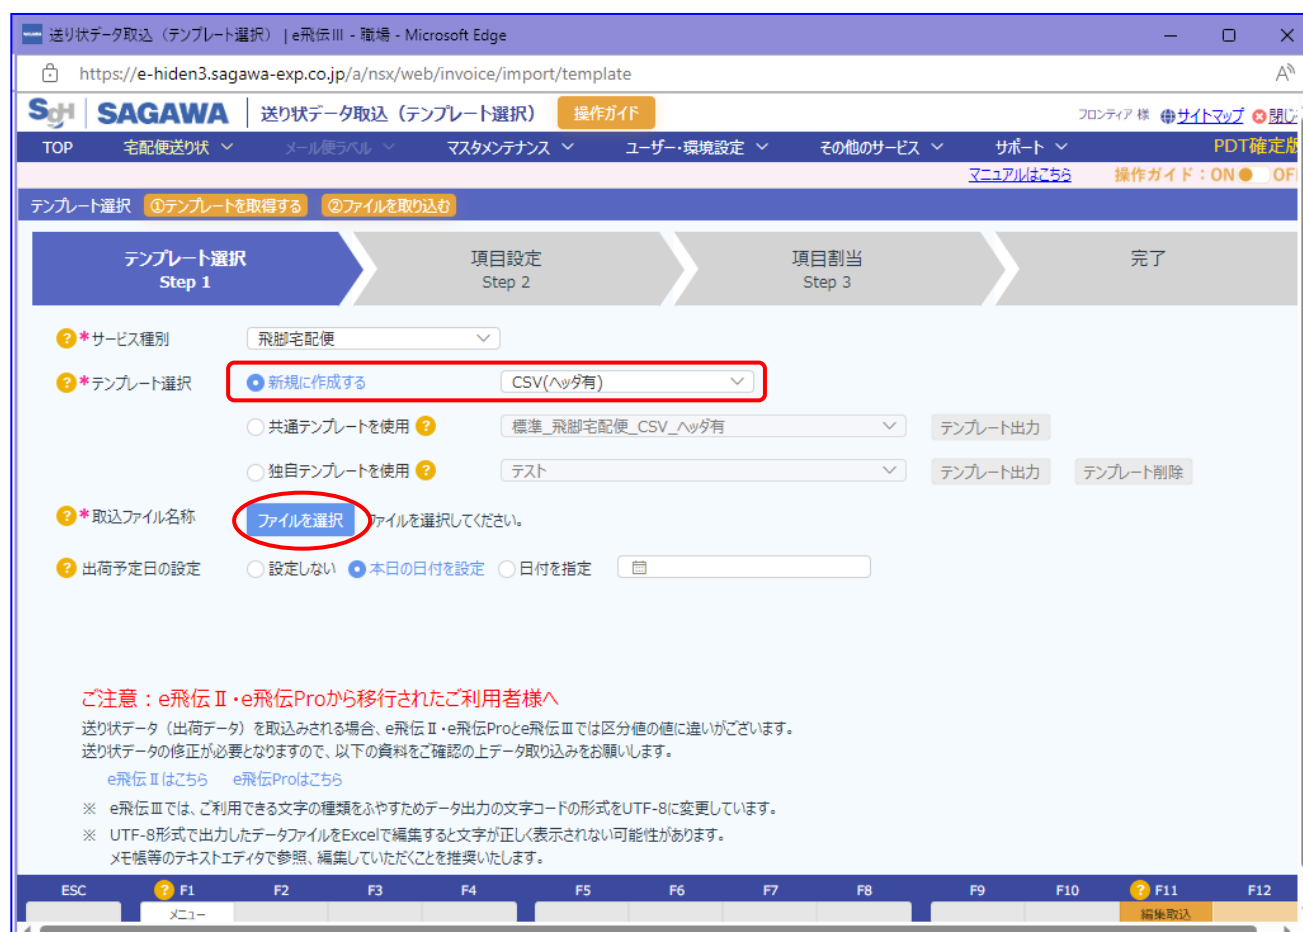 送り状データ取込（テンプレート選択）| e飛伝Ⅲ - 職場 - Microsoft Edge
https://e-hiden3.sagawa-exp.co.jp/a/nsx/web/invoice/import/template
SGH SAGAWA 送り状データ取込（テンプレート選択） 操作ガイド フロンティア 様 サイトマップ 閉じ
TOP 宅配便送り状 メール便ラベル マスタメンテナンス ユーザー・環境設定 その他のサービス サポート PDT確定版
マニュアルはこちら 操作ガイド：ON OF
テンプレート選択 ①テンプレートを取得する ②ファイルを取り込む
テンプレート選択 項目設定 項目割当 完了
Step 1 Step 2 Step 3
?*サービス種別 飛脚宅配便
?*テンプレート選択 新規に作成する CSV(ヘッダ有)
共通テンプレートを使用 ? 標準_飛脚宅配便_CSV_ヘッダ有 テンプレート出力
独自テンプレートを使用 ? テスト テンプレート出力 テンプレート削除
?*取込ファイル名称 ファイルを選択 ファイルを選択してください。
? 出荷予定日の設定 設定しない 本日の日付を設定 日付を指定
ご注意：e飛伝Ⅱ・e飛伝Proから移行されたご利用者様へ
送り状データ（出荷データ）を取込みされる場合、e飛伝Ⅱ・e飛伝Proとe飛伝Ⅲでは区分値の値に違いがございます。
送り状データの修正が必要となりますので、以下の資料をご確認の上データ取り込みをお願いします。
e飛伝Ⅱはこちら e飛伝Proはこちら
※ e飛伝Ⅲでは、ご利用できる文字の種類をふやすためデータ出力の文字コードの形式をUTF-8に変更しています。
※ UTF-8形式で出力したデータファイルをExcelで編集すると文字が正しく表示されない可能性があります。
メモ帳等のテキストエディタで参照、編集していただくことを推奨いたします。
ESC ? F1 F2 F3 F4 F5 F6 F7 F8 F9 F10 ? F11 F12
メニュー 編集取込